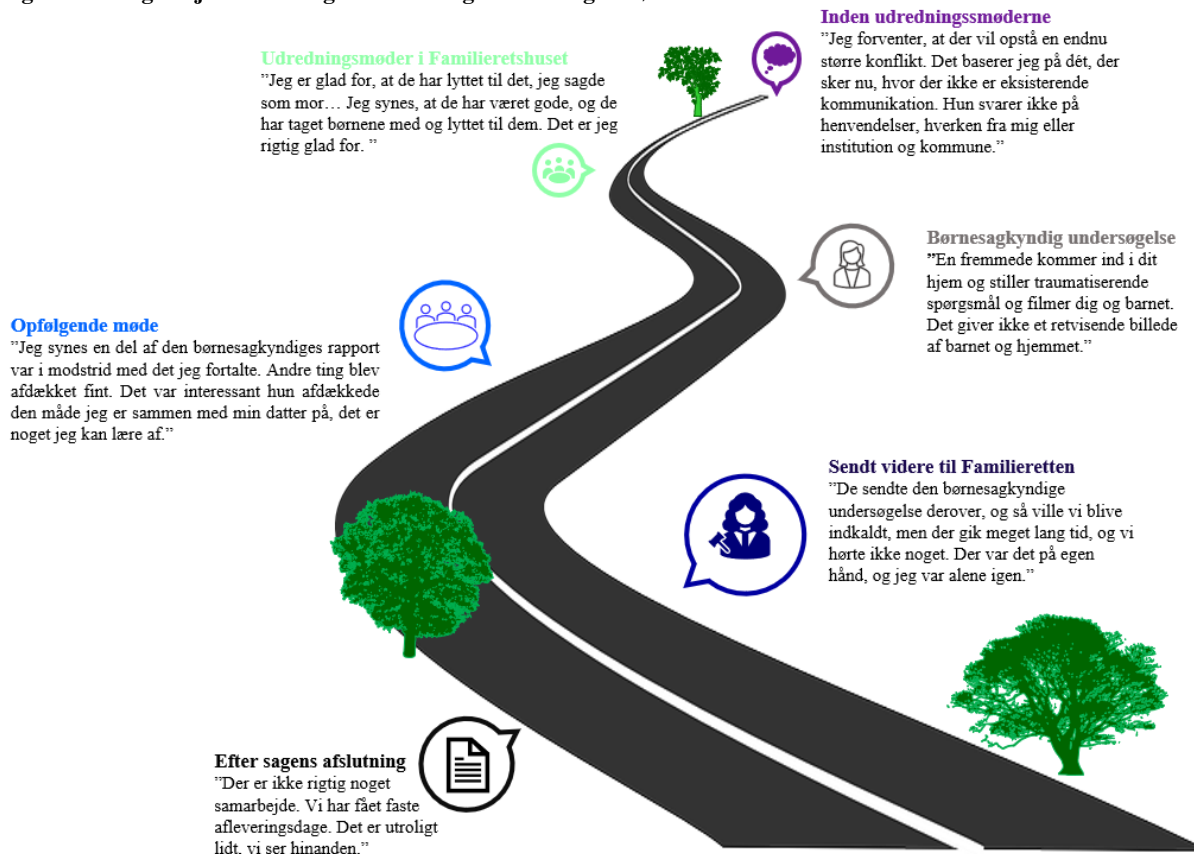 Inden udredningssmøderne
”Jeg forventer, at der vil opstå en endnu
større konflikt. Det baserer jeg på dét, der
sker nu, hvor der ikke er eksisterende
kommunikation. Hun svarer ikke på
henvendelser, hverken fra mig eller
institution og kommune.”
Udredningsmøder i Familieretshuset
”Jeg er glad for, at de har lyttet til det, jeg sagde
som mor… Jeg synes, at de har været gode, og de
har taget børnene med og lyttet til dem. Det er jeg
rigtig glad for. ”
Børnesagkyndig undersøgelse
”En fremmede kommer ind i dit
hjem og stiller traumatiserende
spørgsmål og filmer dig og barnet.
Det giver ikke et retvisende billede
af barnet og hjemmet.”
Opfølgende møde
”Jeg synes en del af den børnesagkyndiges rapport
var i modstrid med det jeg fortalte. Andre ting blev
afdækket fint. Det var interessant hun afdækkede
den måde jeg er sammen med min datter på, det er
noget jeg kan lære af.”
Sendt videre til Familieretten
”De sendte den børnesagkyndige
undersøgelse derover, og så ville vi blive
indkaldt, men der gik meget lang tid, og vi
hørte ikke noget. Der var det på egen
hånd, og jeg var alene igen.”
Efter sagens afslutning
”Der er ikke rigtig noget
samarbejde. Vi har fået faste
afleveringsdage. Det er utroligt
lidt, vi ser hinanden.”